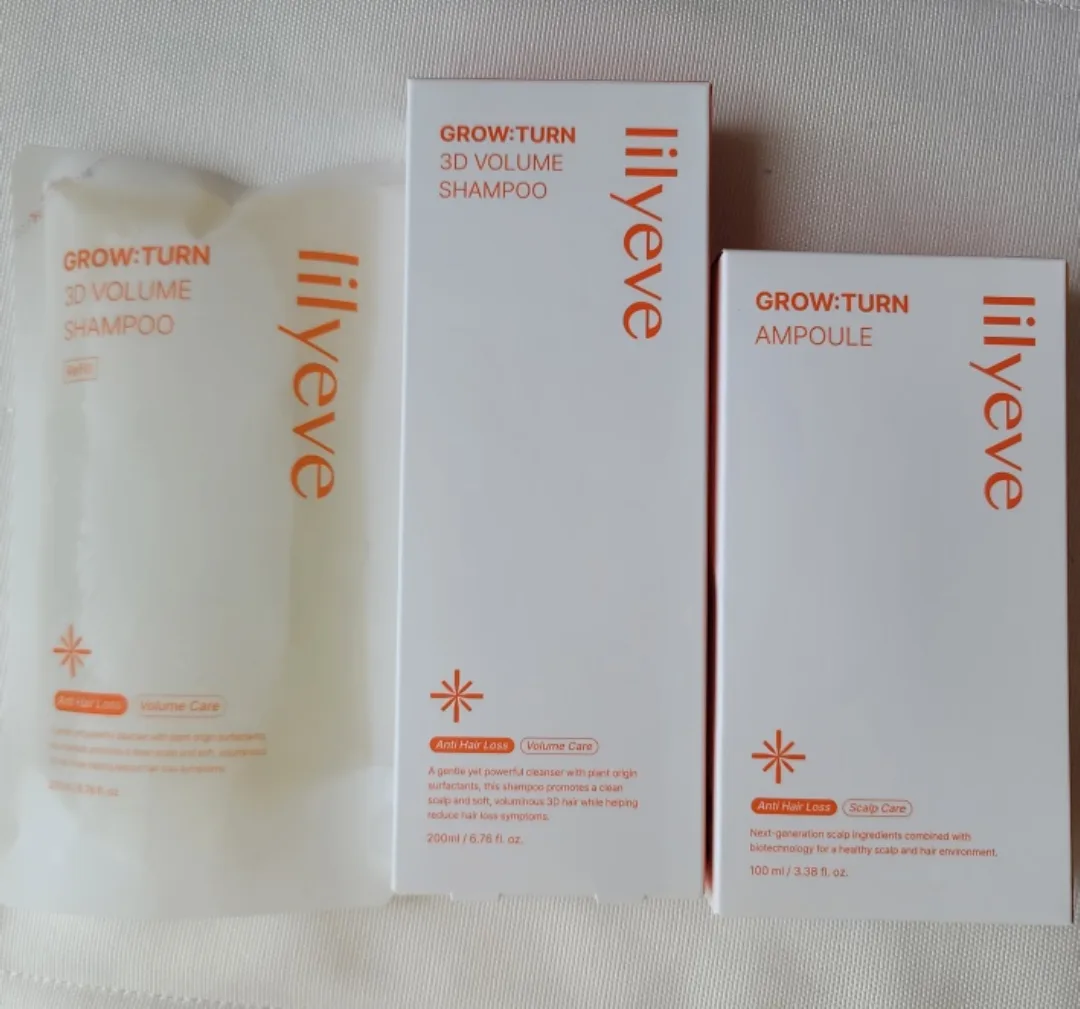 GROW:TURN
3D VOLUME
SHAMPOO
Refill
lilyeve
Anti Hair Loss
Volume Care
GROW:TURN
3D VOLUME
SHAMPOO
lilyeve
Anti Hair Loss
Volume Care
A gentle yet powerful cleanser with plant origin
surfactants, this shampoo promotes a clean
scalp and soft, voluminous 3D hair while helping
reduce hair loss symptoms.
200ml / 6.76 fl. oz.
GROW:TURN
AMPOULE
lilyeve
Anti Hair Loss
Scalp Care
Next-generation scalp ingredients combined with
biotechnology for a healthy scalp and hair environment.
100 ml / 3.38 fl. oz.